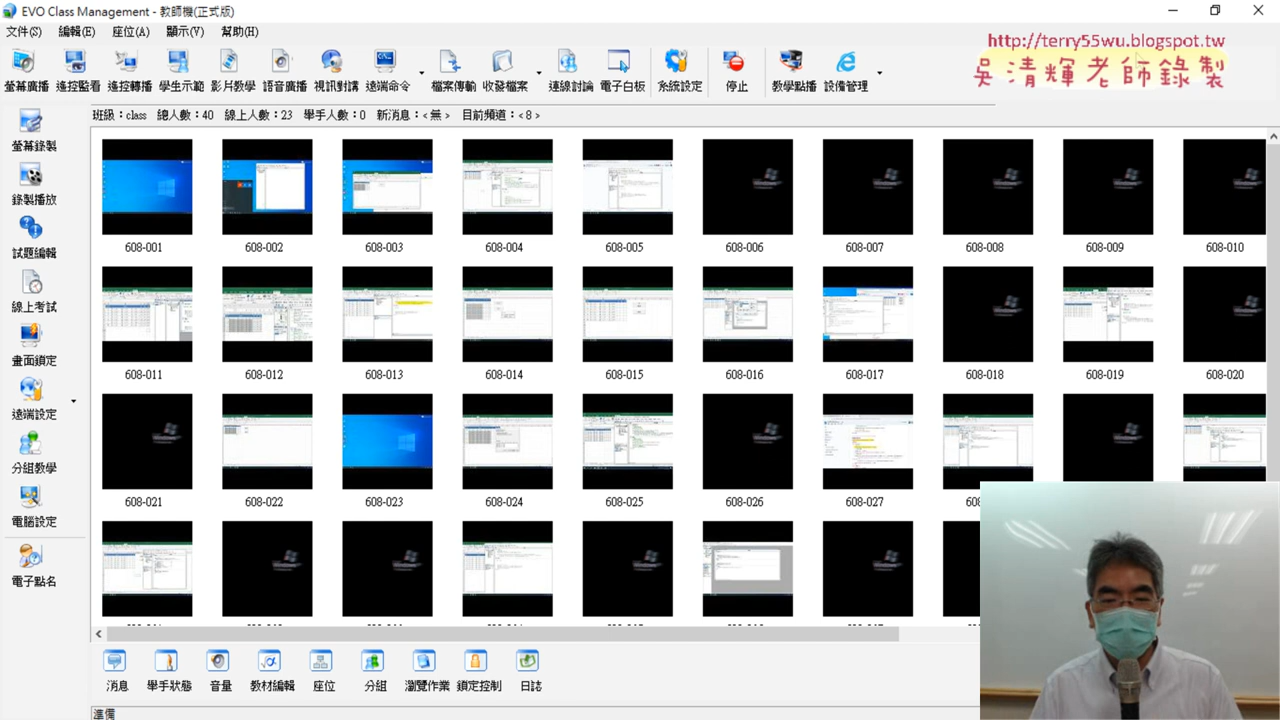 EVO Class Management - 教師機(正式版)
文件(S) 編輯(E) 座位(A) 顯示(V) 幫助(H)
http://terry55wu.blogspot.tw
吳清輝老師錄製
螢幕廣播 遙控監看 遙控轉播 學生示範 影片教學 語音廣播 視訊對講 遠端命令 檔案傳輸 收發檔案 連線討論 電子白板 系統設定 停止 教學點播 設備管理
班級：class 總人數：40 線上人數：23 舉手人數：0 新消息：<無> 目前頻道：<8>
螢幕錄製
錄製播放
試題編輯
線上考試
畫面鎖定
遠端設定
分組教學
電腦設定
電子點名
608-001 608-002 608-003 608-004 608-005 608-006 608-007 608-008 608-009 608-010
608-011 608-012 608-013 608-014 608-015 608-016 608-017 608-018 608-019 608-020
608-021 608-022 608-023 608-024 608-025 608-026 608-027
消息 舉手狀態 音量 教材編輯 座位 分組 瀏覽作業 鎖定控制 日誌
準備